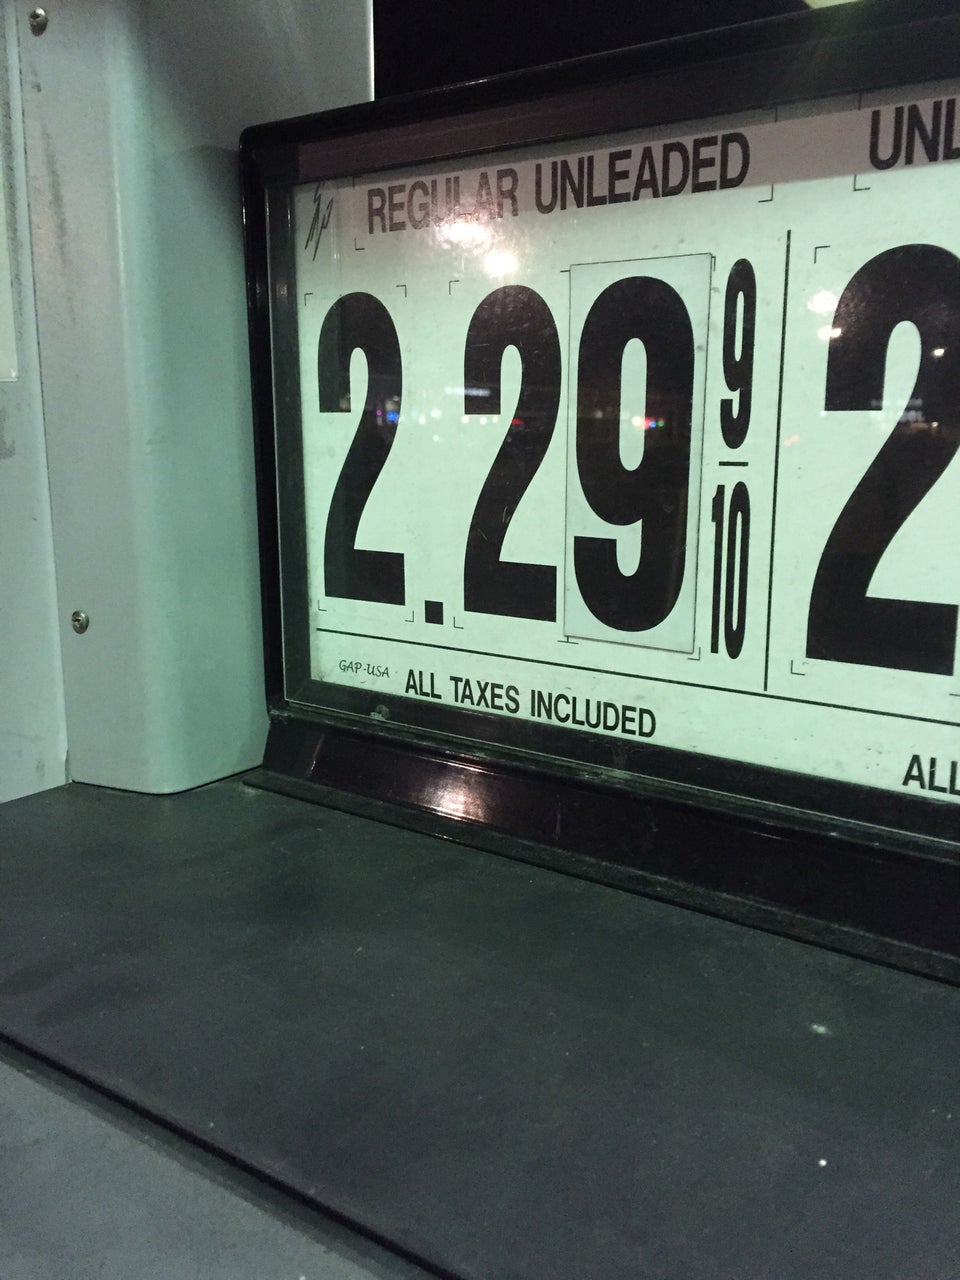 REGULAR UNLEADED
2.29 9/10
GAP-USA
ALL TAXES INCLUDED
UNL
2
ALL